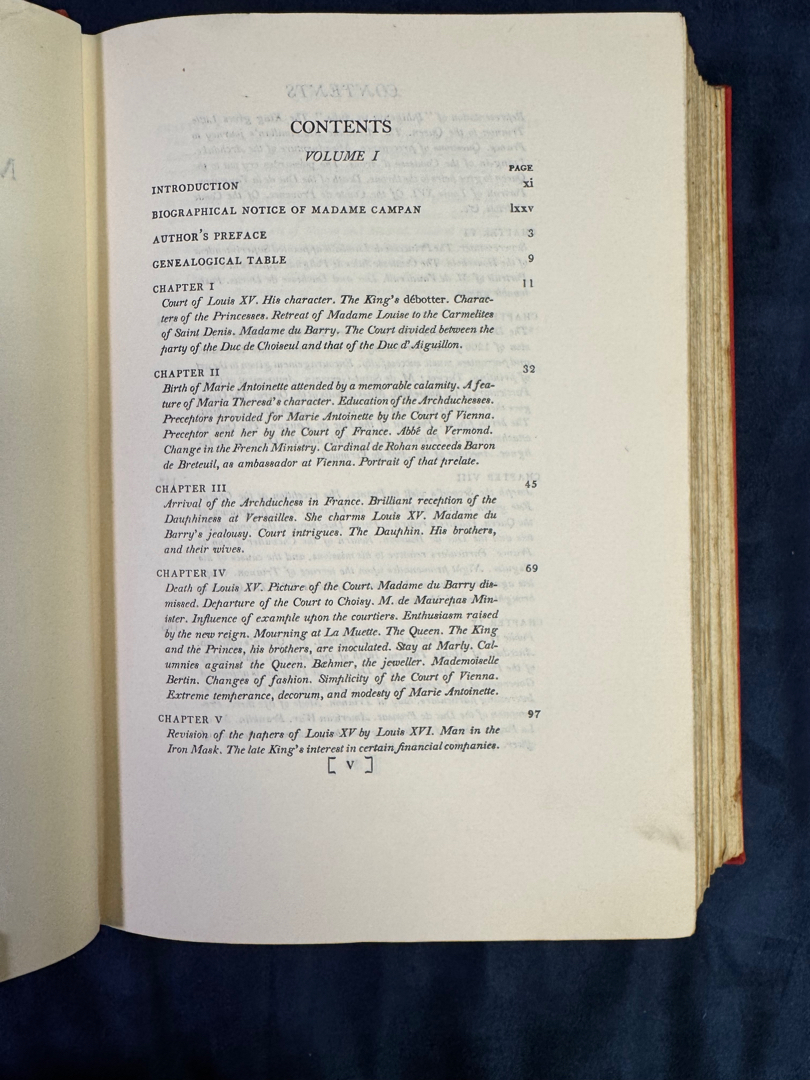 CONTENTS
VOLUME I
PAGE
INTRODUCTION xi
BIOGRAPHICAL NOTICE OF MADAME CAMPAN lxxv
AUTHOR'S PREFACE 3
GENEALOGICAL TABLE 9
CHAPTER I 11
Court of Louis XV. His character. The King's débotter. Charac-
ters of the Princesses. Retreat of Madame Louise to the Carmelites
of Saint Denis. Madame du Barry. The Court divided between the
party of the Duc de Choiseul and that of the Duc d'Aiguillon.
CHAPTER II 32
Birth of Marie Antoinette attended by a memorable calamity. A fea-
ture of Maria Theresa's character. Education of the Archduchesses.
Preceptors provided for Marie Antoinette by the Court of Vienna.
Preceptor sent her by the Court of France. Abbé de Vermond.
Change in the French Ministry. Cardinal de Rohan succeeds Baron
de Breteuil, as ambassador at Vienna. Portrait of that prelate.
CHAPTER III 45
Arrival of the Archduchess in France. Brilliant reception of the
Dauphiness at Versailles. She charms Louis XV. Madame du
Barry's jealousy. Court intrigues. The Dauphin. His brothers,
and their wives.
CHAPTER IV 69
Death of Louis XV. Picture of the Court. Madame du Barry dis-
missed. Departure of the Court to Choisy. M. de Maurepas Min-
ister. Influence of example upon the courtiers. Enthusiasm raised
by the new reign. Mourning at La Muette. The Queen. The King
and the Princes, his brothers, are inoculated. Stay at Marly. Cal-
umnies against the Queen. Bœhmer, the jeweller. Mademoiselle
Bertin. Changes of fashion. Simplicity of the Court of Vienna.
Extreme temperance, decorum, and modesty of Marie Antoinette.
CHAPTER V 97
Revision of the papers of Louis XV by Louis XVI. Man in the
Iron Mask. The late King's interest in certain financial companies.
[ v ]